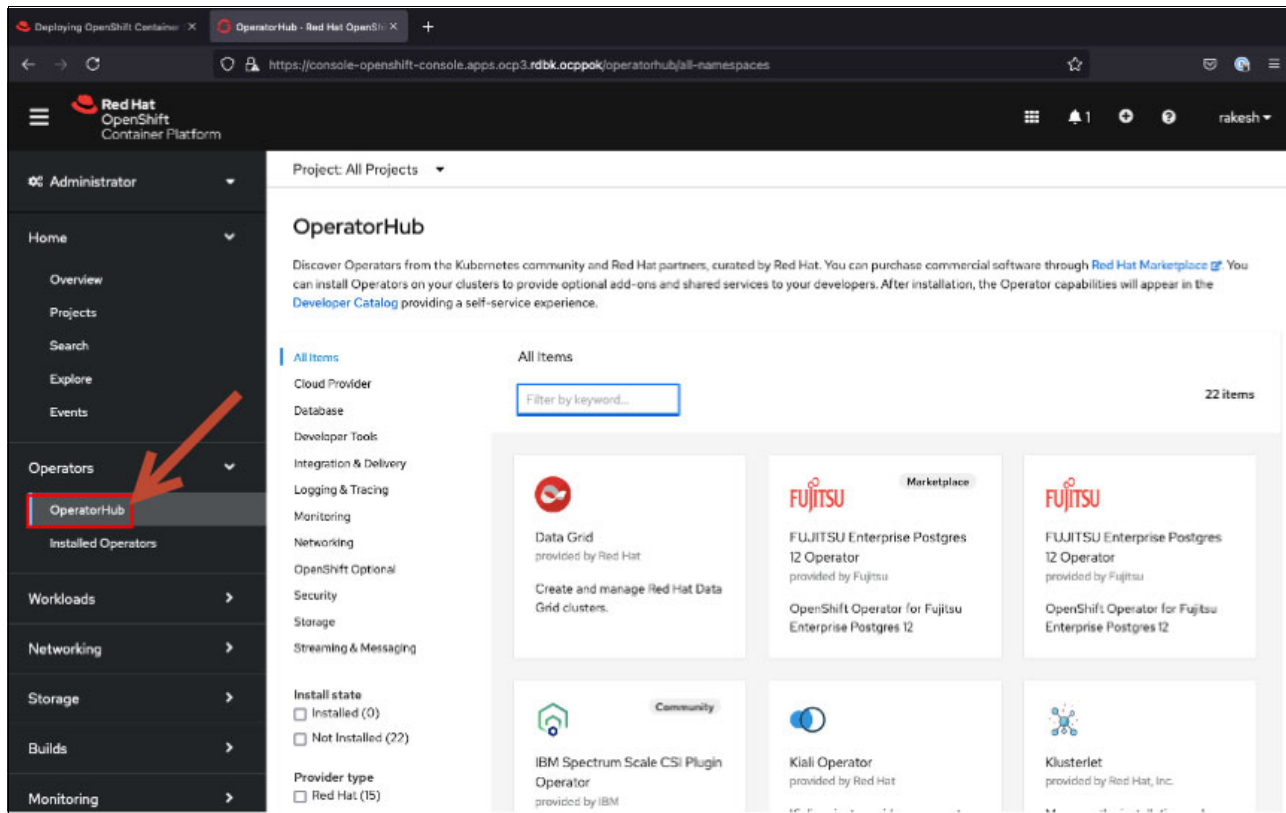 Deploying OpenShift Container
OperatorHub - Red Hat OpenShi
https://console-openshift-console.apps.ocp3.rdbk.ocppok/operatorhub/all-namespaces
Red Hat
OpenShift
Container Platform
1
rakesh
Administrator
Home
Overview
Projects
Search
Explore
Events
Operators
OperatorHub
Installed Operators
Workloads
Networking
Storage
Builds
Monitoring
Project: All Projects
OperatorHub
Discover Operators from the Kubernetes community and Red Hat partners, curated by Red Hat. You can purchase commercial software through Red Hat Marketplace. You
can install Operators on your clusters to provide optional add-ons and shared services to your developers. After installation, the Operator capabilities will appear in the
Developer Catalog providing a self-service experience.
All Items
Cloud Provider
Database
Developer Tools
Integration & Delivery
Logging & Tracing
Monitoring
Networking
OpenShift Optional
Security
Storage
Streaming & Messaging
Install state
Installed (0)
Not Installed (22)
Provider type
Red Hat (15)
All Items
Filter by keyword...
22 items
Data Grid
provided by Red Hat
Create and manage Red Hat Data
Grid clusters.
FUJITSU
Marketplace
FUJITSU Enterprise Postgres
12 Operator
provided by Fujitsu
OpenShift Operator for Fujitsu
Enterprise Postgres 12
FUJITSU
FUJITSU Enterprise Postgres
12 Operator
provided by Fujitsu
OpenShift Operator for Fujitsu
Enterprise Postgres 12
Community
IBM Spectrum Scale CSI Plugin
Operator
provided by IBM
Kiali Operator
provided by Red Hat
Klusterlet
provided by Red Hat, Inc.